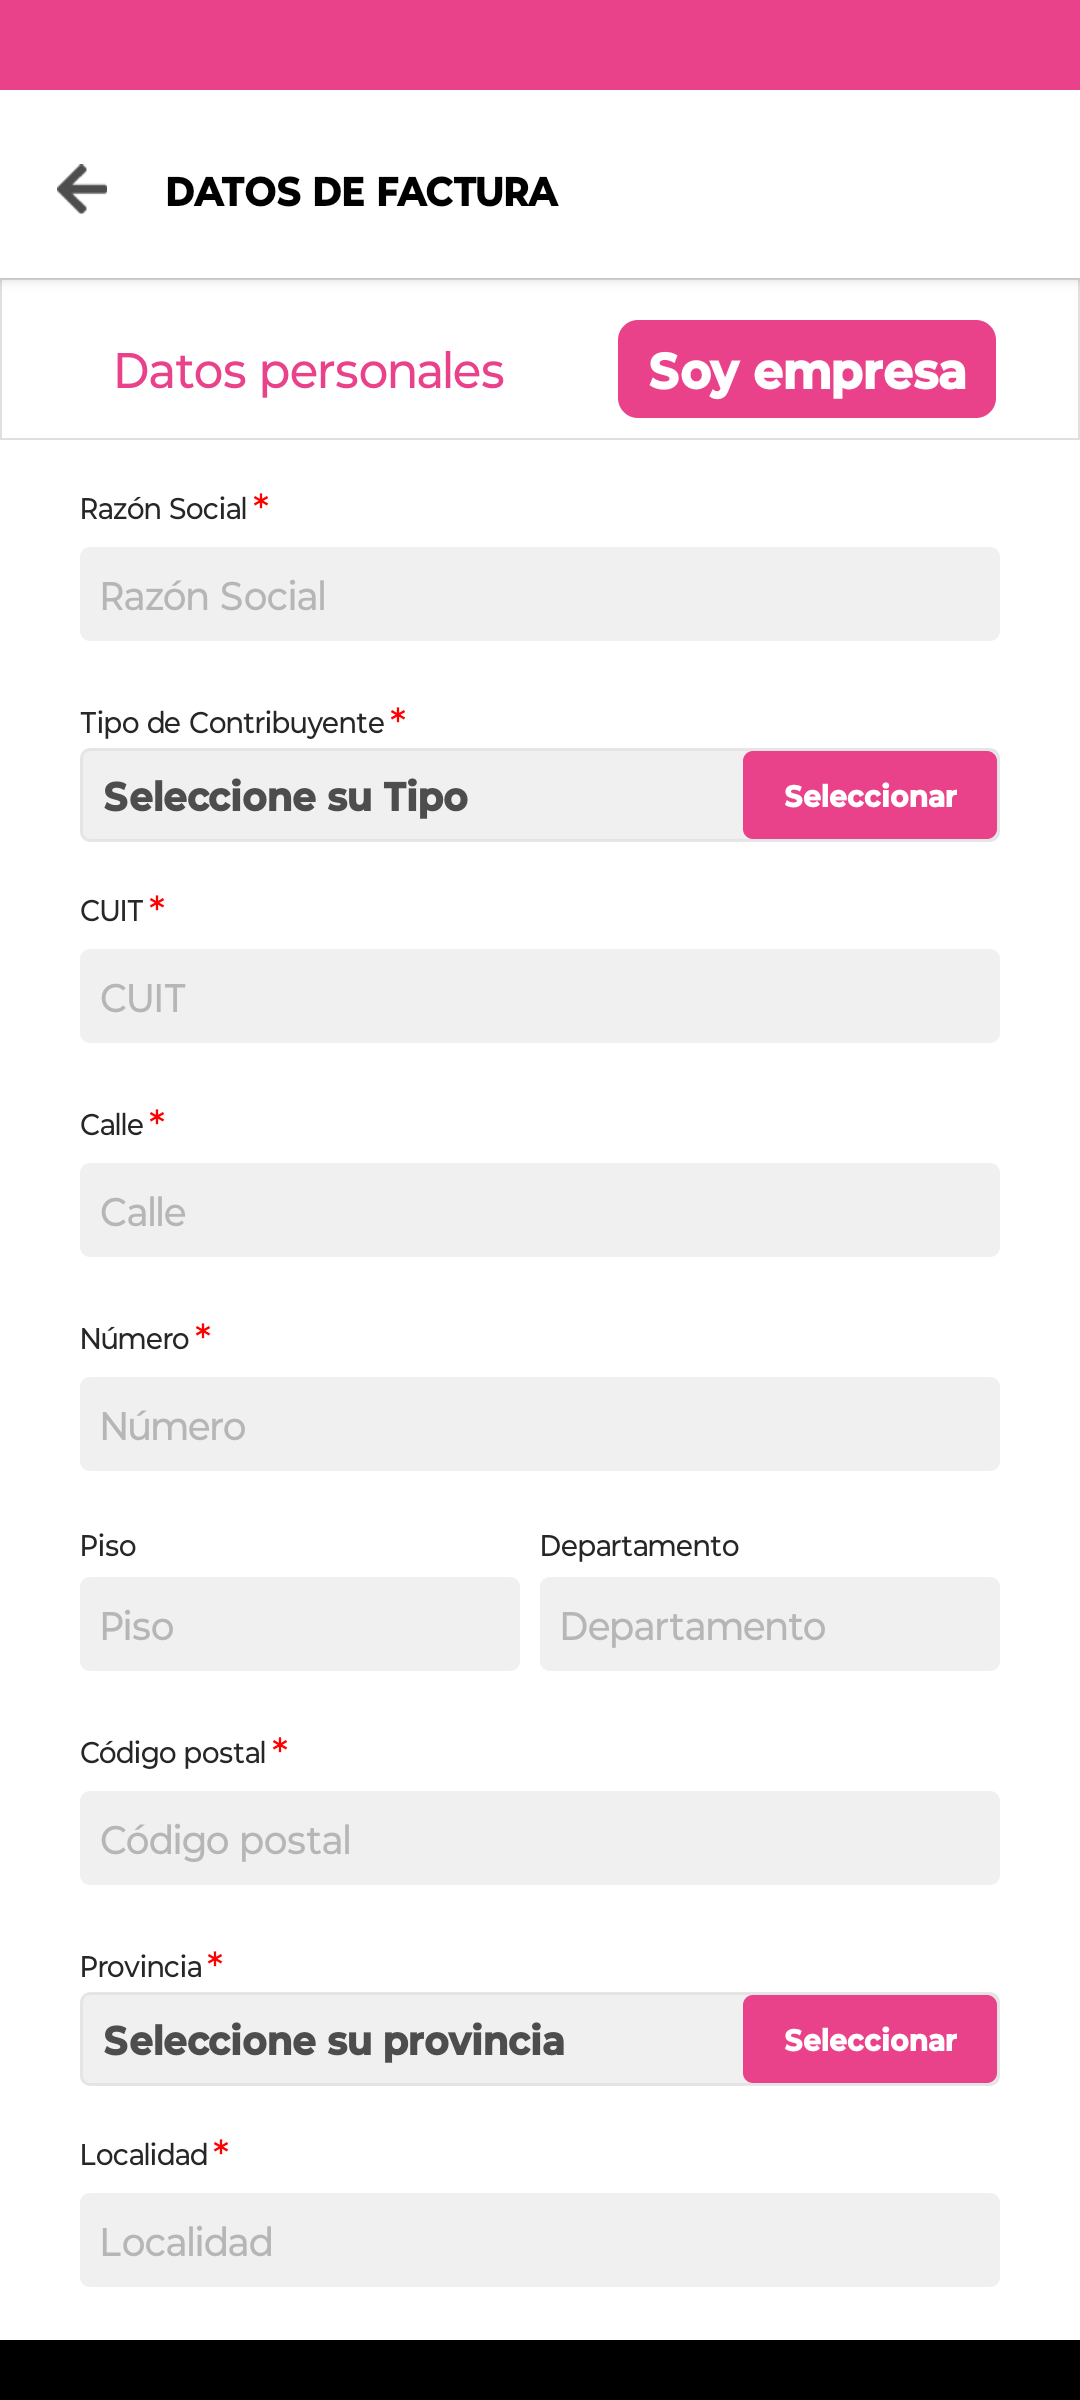 DATOS DE FACTURA
Datos personales
Soy empresa
Razón Social *
Razón Social
Tipo de Contribuyente *
Seleccione su Tipo
Seleccionar
CUIT *
CUIT
Calle *
Calle
Número *
Número
Piso
Departamento
Piso
Departamento
Código postal *
Código postal
Provincia *
Seleccione su provincia
Seleccionar
Localidad *
Localidad